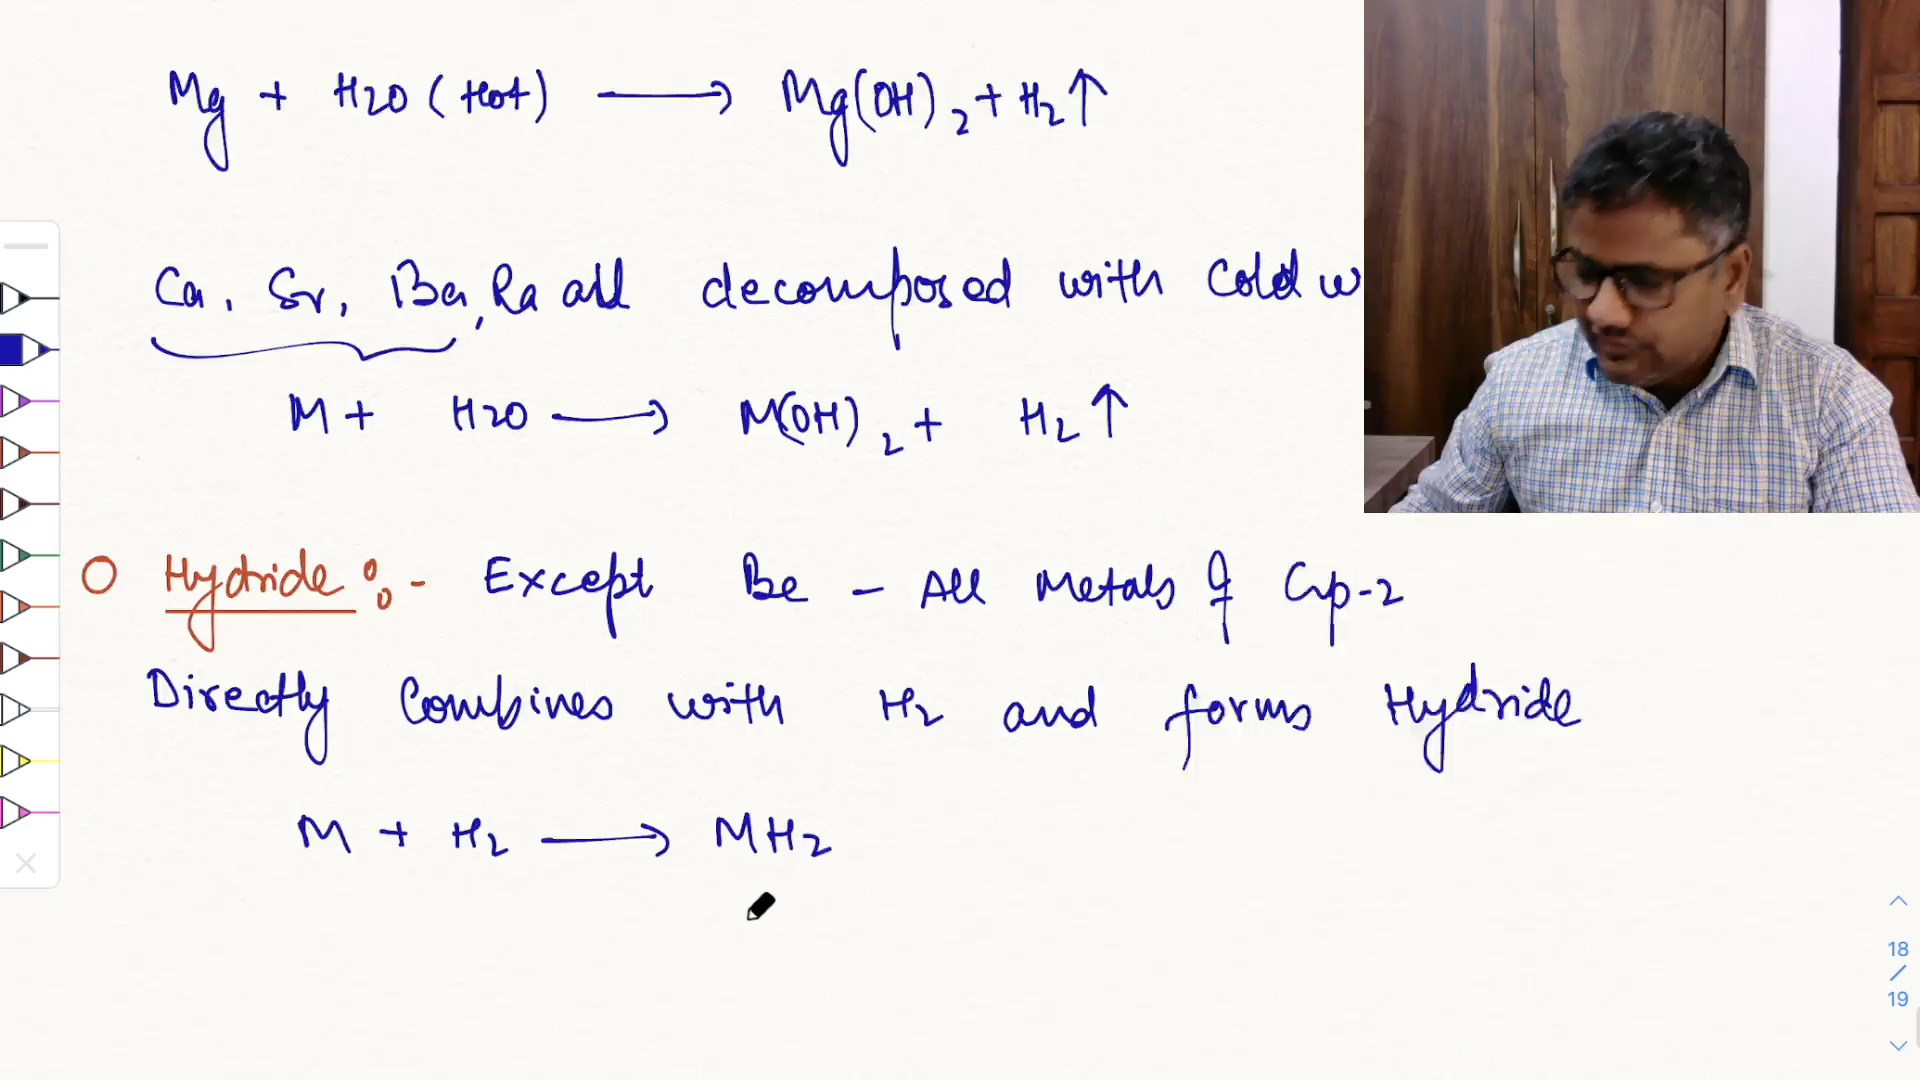 Mg + H2O (Hot) → Mg(OH)2 + H2↑
Ca, Sr, Ba, Ra all decomposed with cold w
M + H2O → M(OH)2 + H2↑
O Hydride :- Except Be - All Metals of Grp-2
Directly Combines with H2 and forms Hydride
M + H2 → MH2
18
/
19